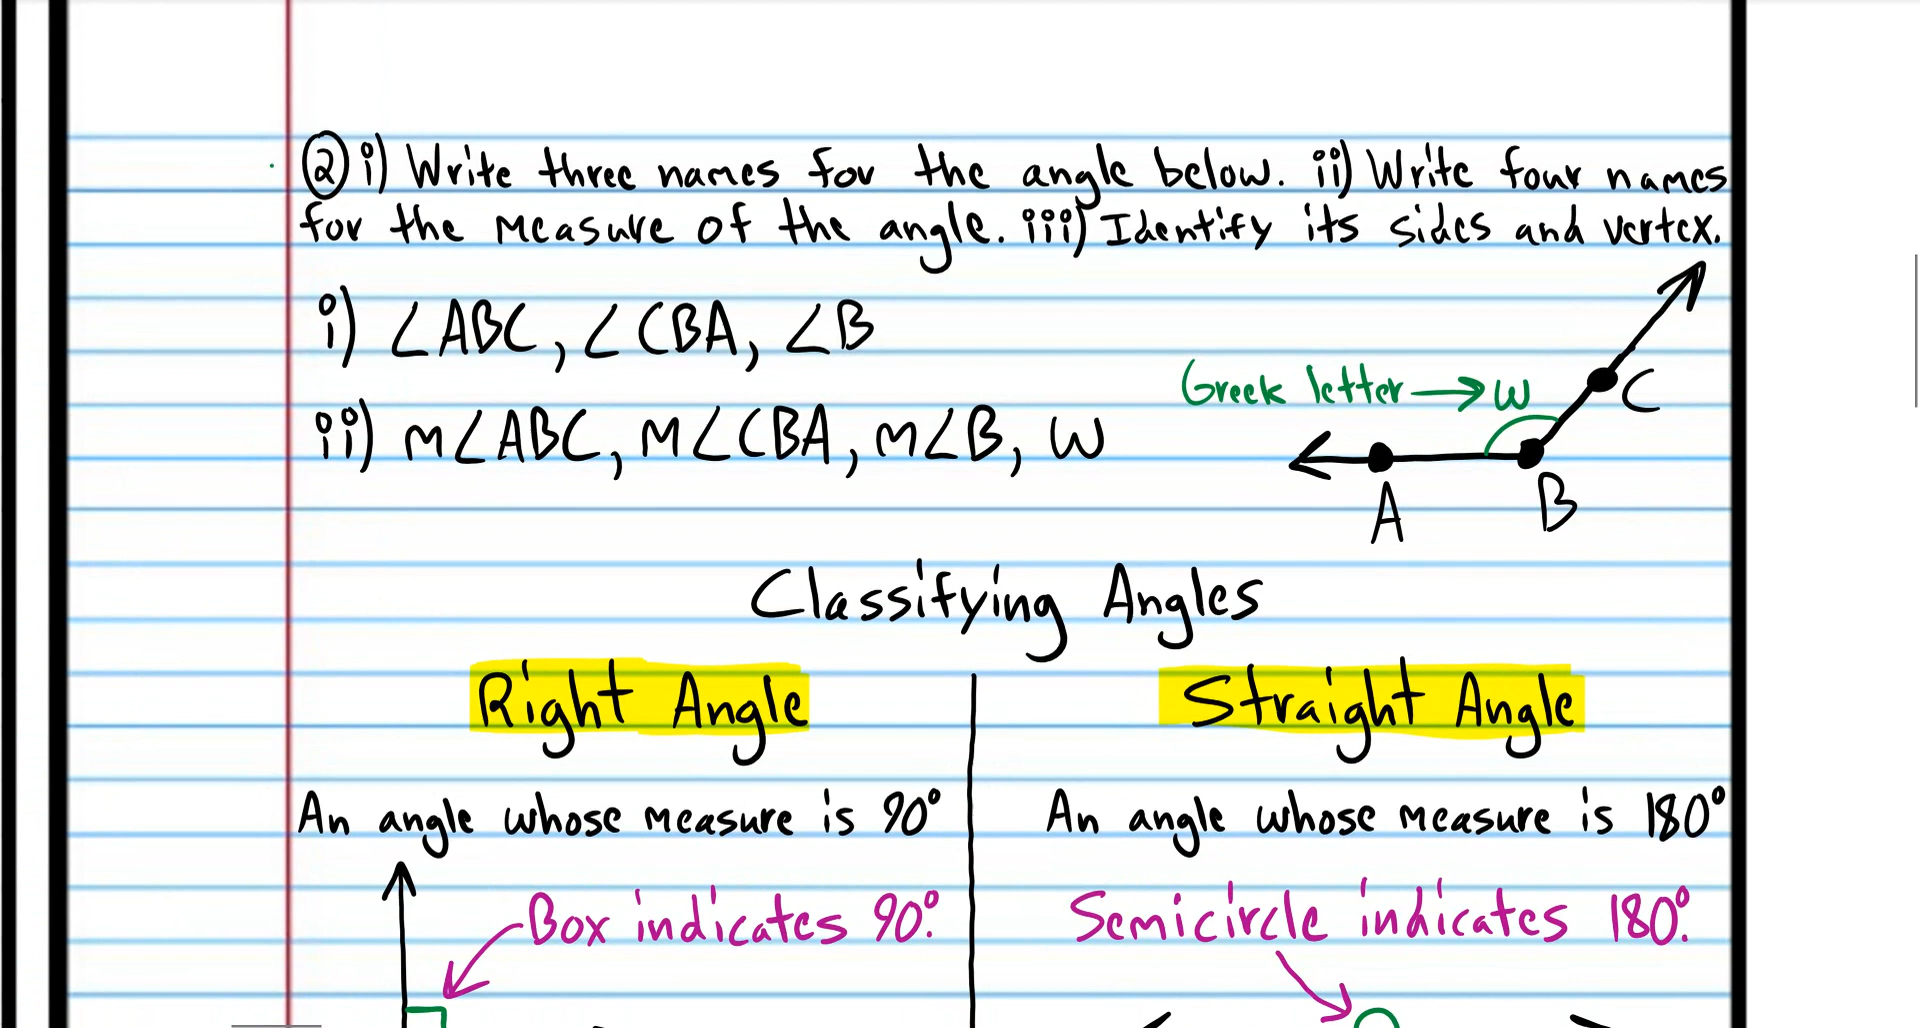 ② i) Write three names for the angle below. ii) Write four names
for the measure of the angle. iii) Identify its sides and vertex.
i) ∠ABC, ∠CBA, ∠B
Greek letter → ω
C
ii) m∠ABC, m∠CBA, m∠B, ω
A
B
Classifying Angles
Right Angle
Straight Angle
An angle whose measure is 90°
An angle whose measure is 180°
Box indicates 90°.
Semicircle indicates 180°.